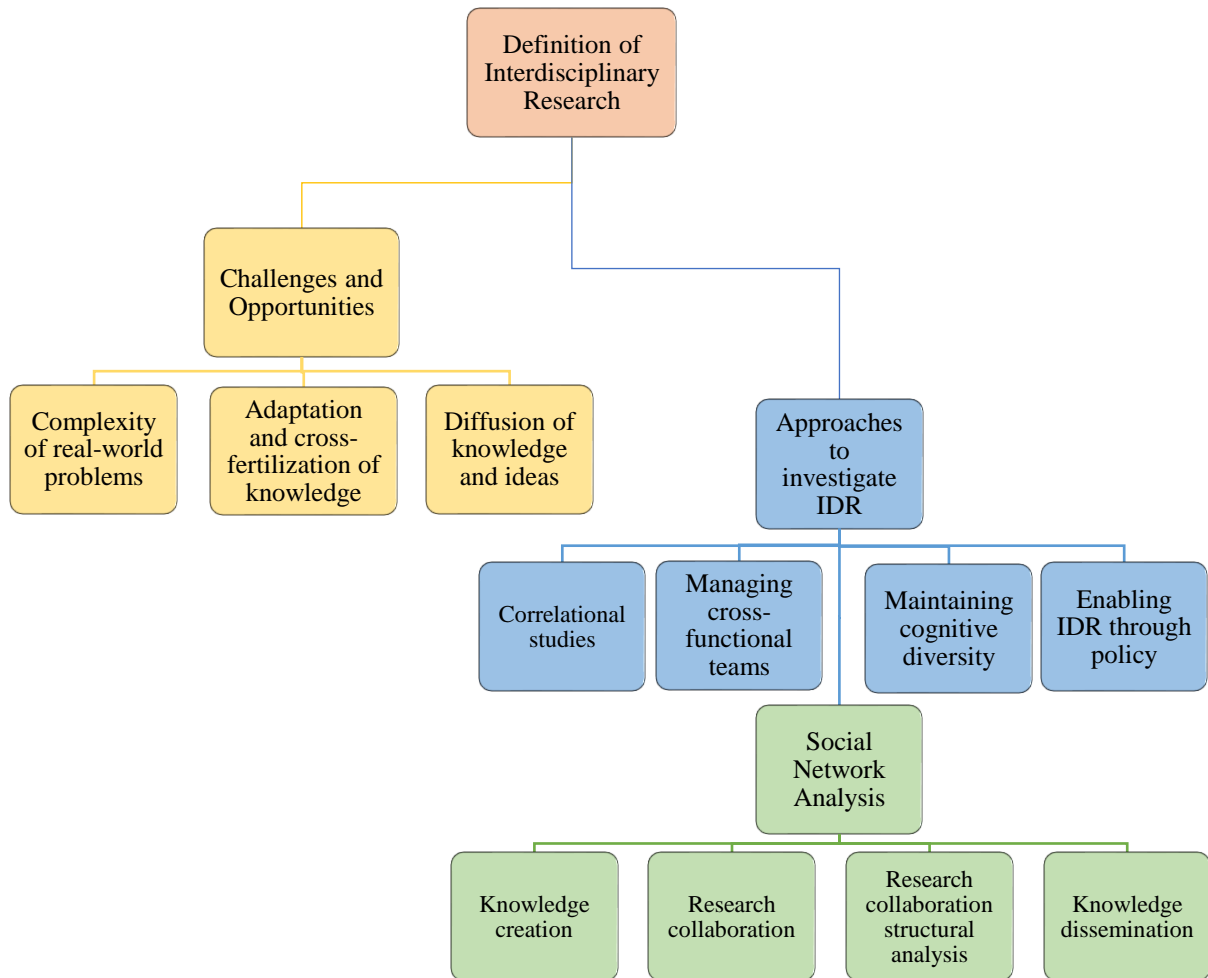 Definition of
Interdisciplinary
Research
Challenges and
Opportunities
Complexity
of real-world
problems
Adaptation
and cross-
fertilization of
knowledge
Diffusion of
knowledge
and ideas
Approaches
to
investigate
IDR
Correlational
studies
Managing
cross-
functional
teams
Maintaining
cognitive
diversity
Enabling
IDR through
policy
Social
Network
Analysis
Knowledge
creation
Research
collaboration
Research
collaboration
structural
analysis
Knowledge
dissemination